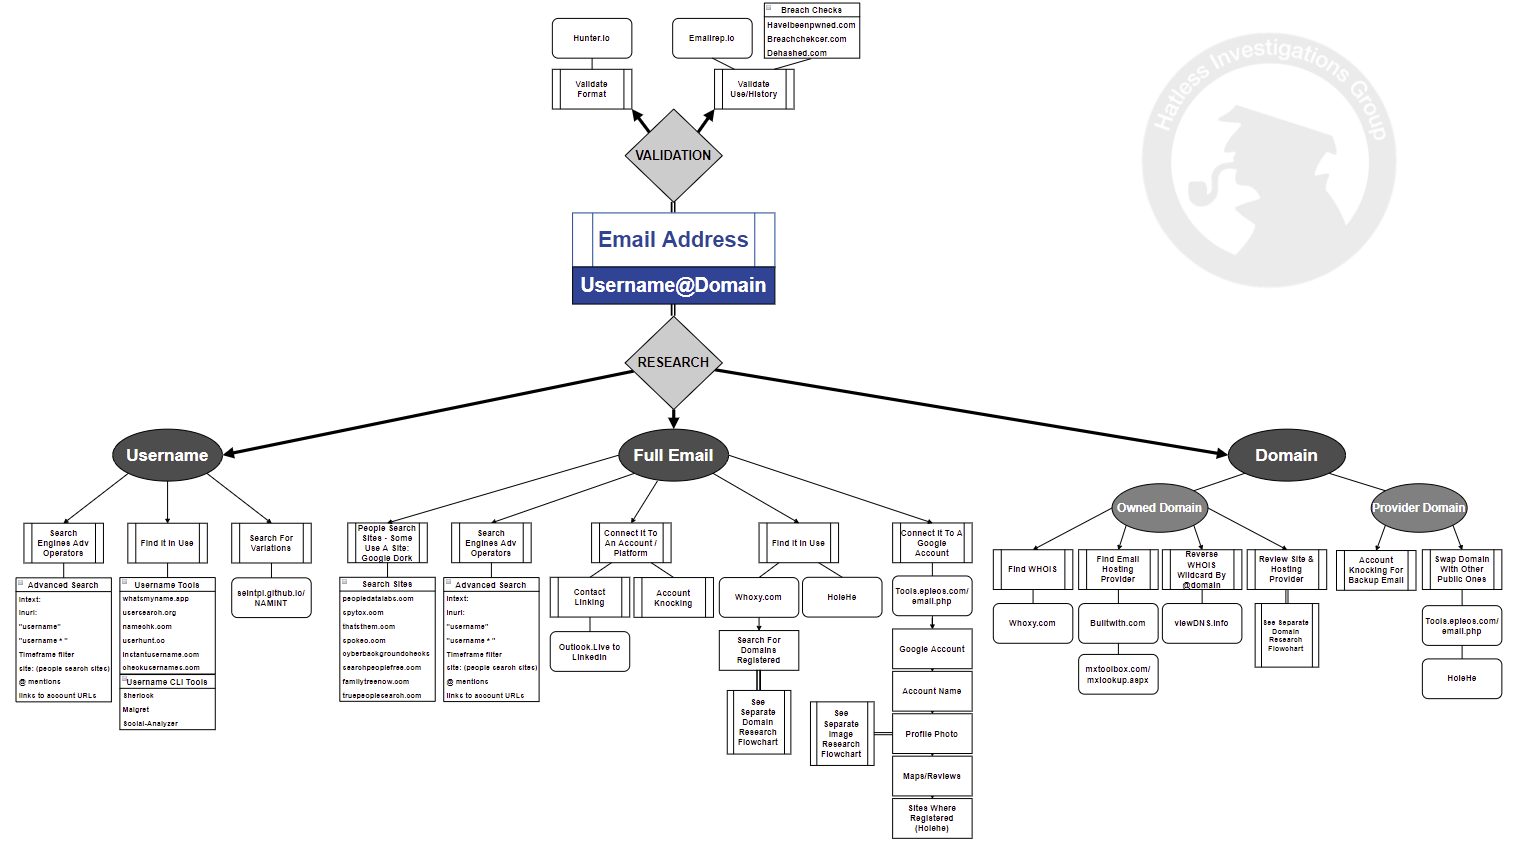 Breach Checks
Haveibeenpwned.com
Breachchekcer.com
Dehashed.com
Hunter.io
Emailrep.io
Validate
Format
Validate
Use/History
Hatless Investigations Group
VALIDATION
Email Address
Username@Domain
RESEARCH
Username
Full Email
Domain
Owned Domain
Provider Domain
Search
Engines Adv
Operators
Find It In Use
Search For
Variations
People Search
Sites - Some
Use A Site:
Google Dork
Search
Engines Adv
Operators
Connect It To
An Account /
Platform
Find It In Use
Connect It To A
Google
Account
Find WHOIS
Find Email
Hosting
Provider
Reverse
WHOIS
Wildcard By
@domain
Review Site &
Hosting
Provider
Account
Knocking For
Backup Email
Swap Domain
With Other
Public Ones
Advanced Search
intext:
inurl:
"username"
"username * "
Timeframe filter
site: (people search sites)
@ mentions
links to account URLs
Username Tools
whatsmyname.app
usersearch.org
namechk.com
userhunt.co
instantusername.com
checkusernames.com
Username CLI Tools
Sherlock
Maigret
Social-Analyzer
seintpl.github.io/
NAMINT
Search Sites
peopledatalabs.com
spytox.com
thatsthem.com
spokeo.com
cyberbackgroundchecks
searchpeoplefree.com
familytreenow.com
truepeoplesearch.com
Advanced Search
intext:
inurl:
"username"
"username * "
Timeframe filter
site: (people search sites)
@ mentions
links to account URLs
Contact
Linking
Account
Knocking
Outlook.Live to
LinkedIn
Whoxy.com
HoleHe
Search For
Domains
Registered
See
Separate
Domain
Research
Flowchart
Tools.epieos.com/
email.php
Google Account
Account Name
Profile Photo
Maps/Reviews
Sites Where
Registered
(Holehe)
See
Separate
Image
Research
Flowchart
Whoxy.com
Builtwith.com
mxtoolbox.com/
mxlookup.aspx
viewDNS.info
See Separate
Domain
Research
Flowchart
Tools.epieos.com/
email.php
HoleHe